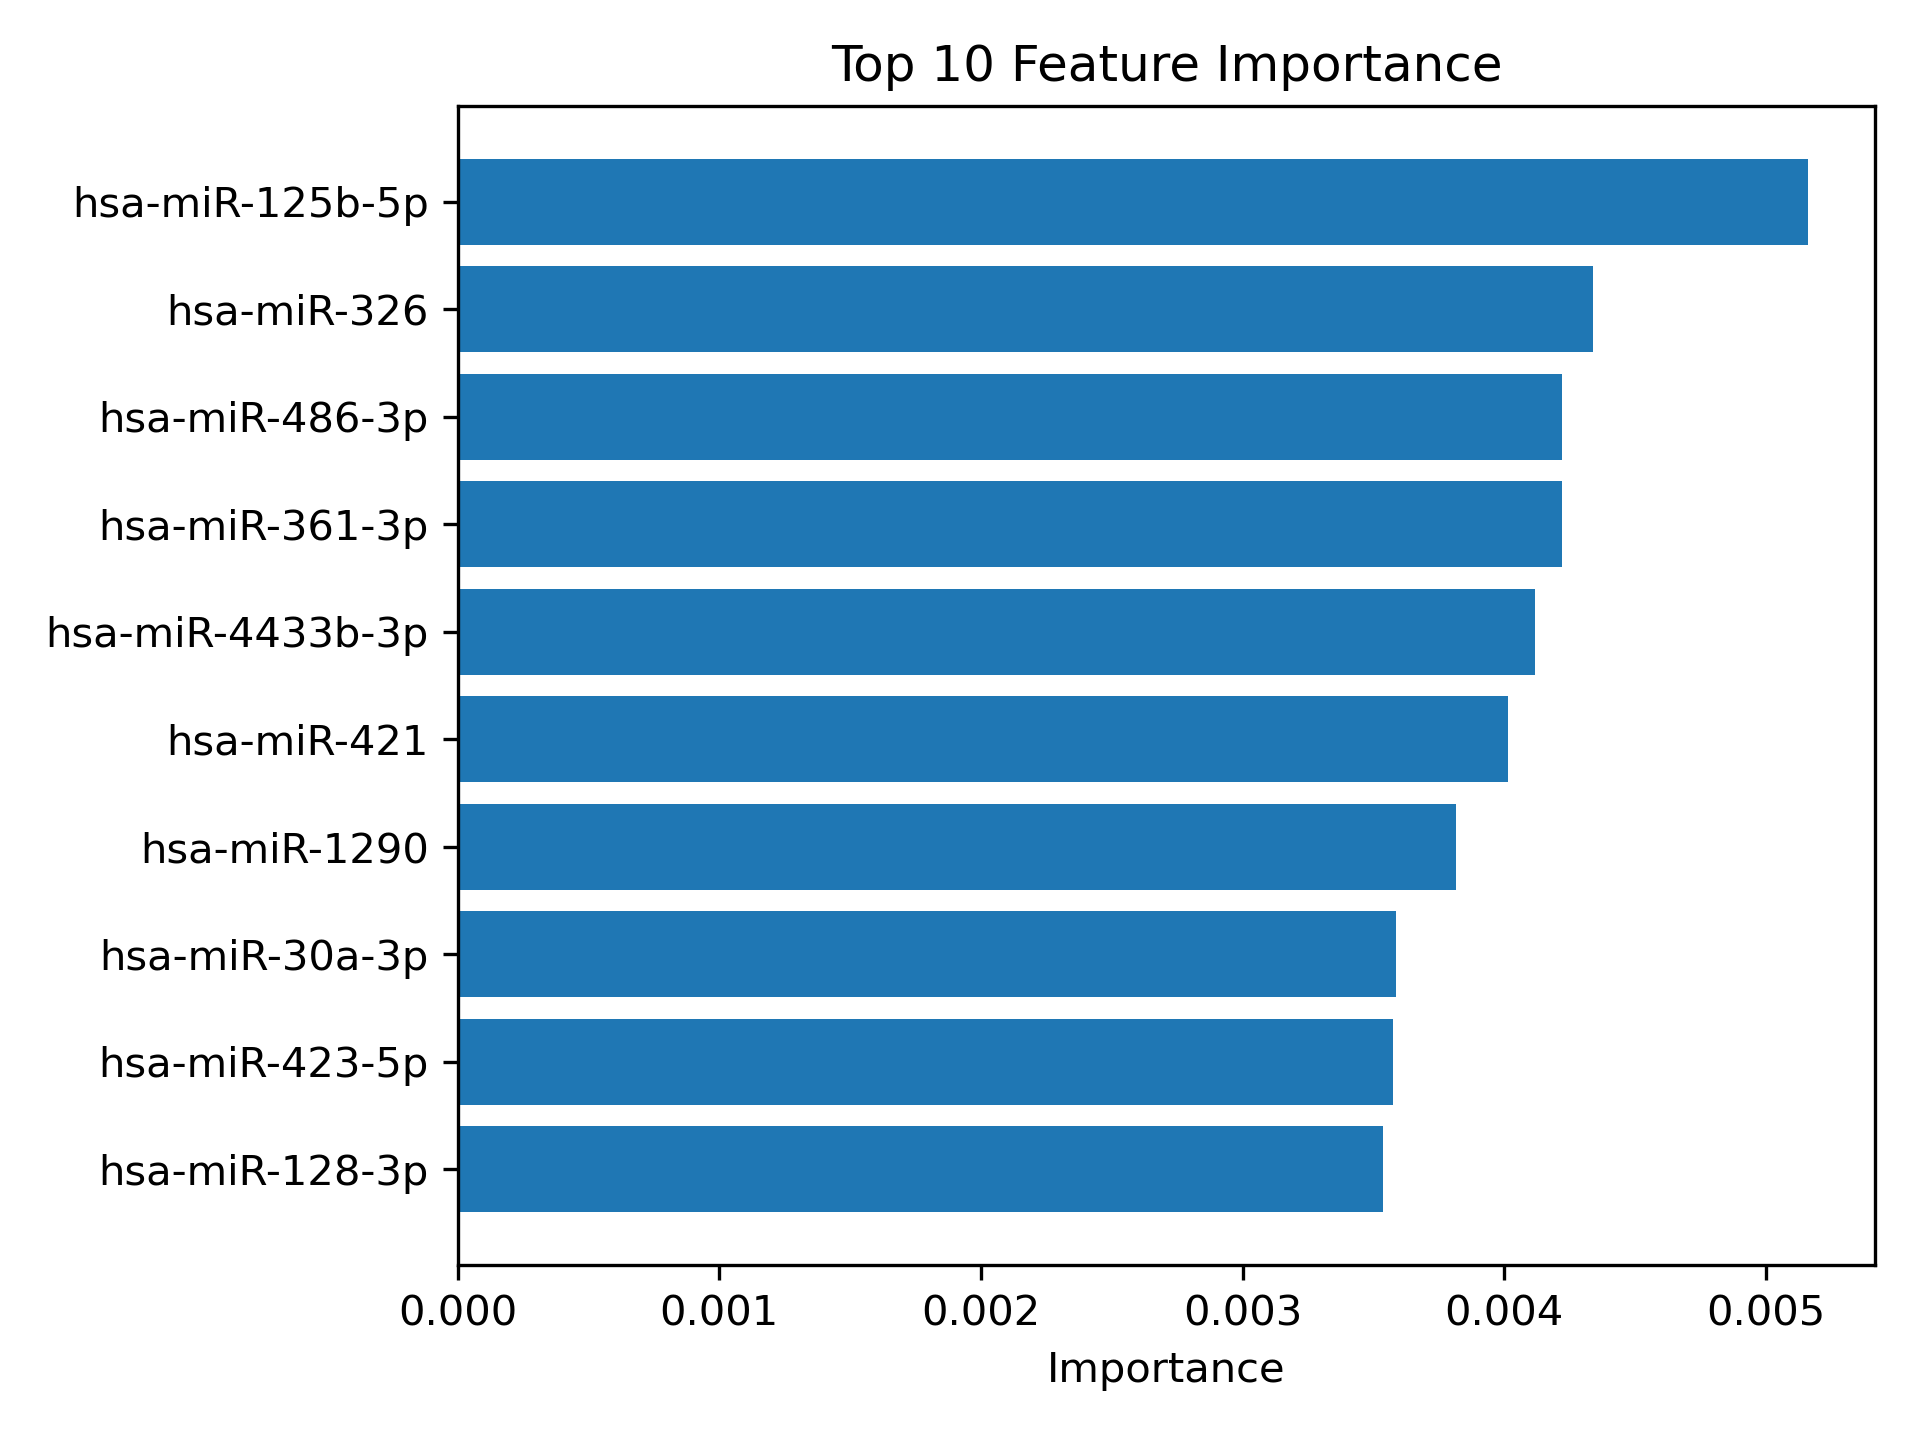 Top 10 Feature Importance
hsa-miR-125b-5p
hsa-miR-326
hsa-miR-486-3p
hsa-miR-361-3p
hsa-miR-4433b-3p
hsa-miR-421
hsa-miR-1290
hsa-miR-30a-3p
hsa-miR-423-5p
hsa-miR-128-3p
0.000 0.001 0.002 0.003 0.004 0.005
Importance